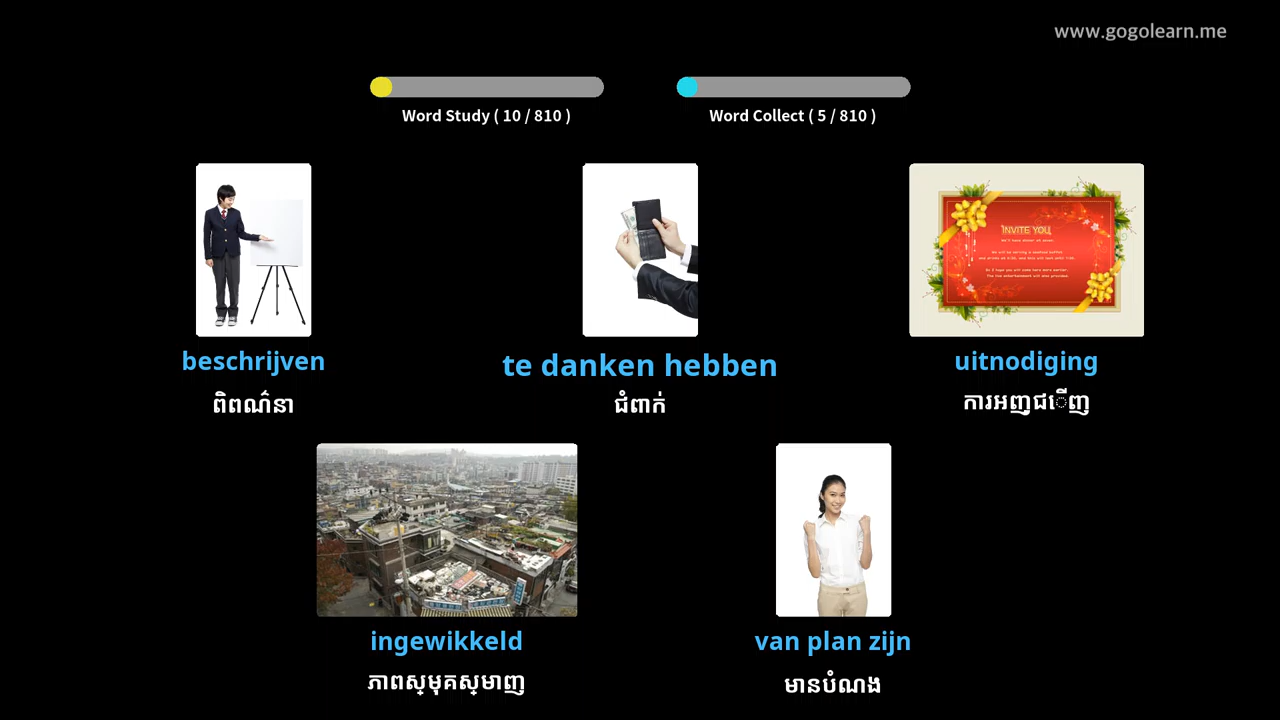 www.gogolearn.me
Word Study ( 10 / 810 )
Word Collect ( 5 / 810 )
INVITE YOU
beschrijven
te danken hebben
uitnodiging
ពិពណ៌នា
ជំពាក់
ការអញ្ជើញ
ingewikkeld
van plan zijn
ភាពស្មុគស្មាញ
មានបំណង